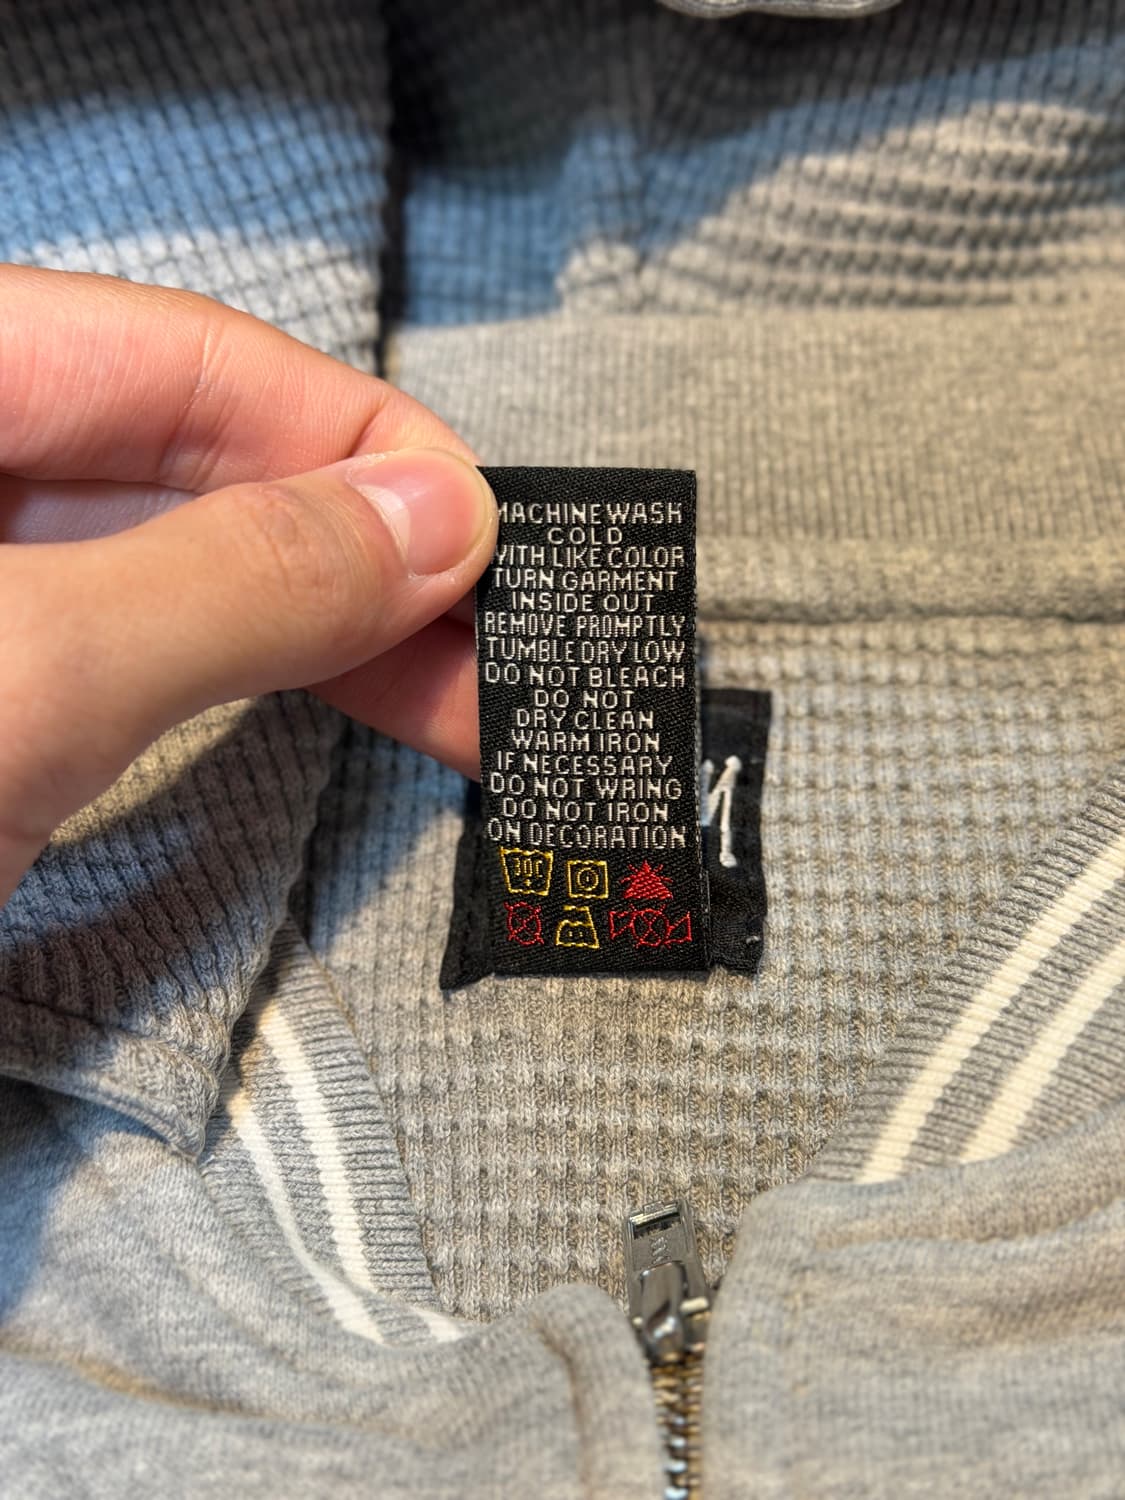 MACHINE WASH
COLD
WITH LIKE COLOR
TURN GARMENT
INSIDE OUT
REMOVE PROMPTLY
TUMBLE DRY LOW
DO NOT BLEACH
DO NOT
DRY CLEAN
WARM IRON
IF NECESSARY
DO NOT WRING
DO NOT IRON
ON DECORATION